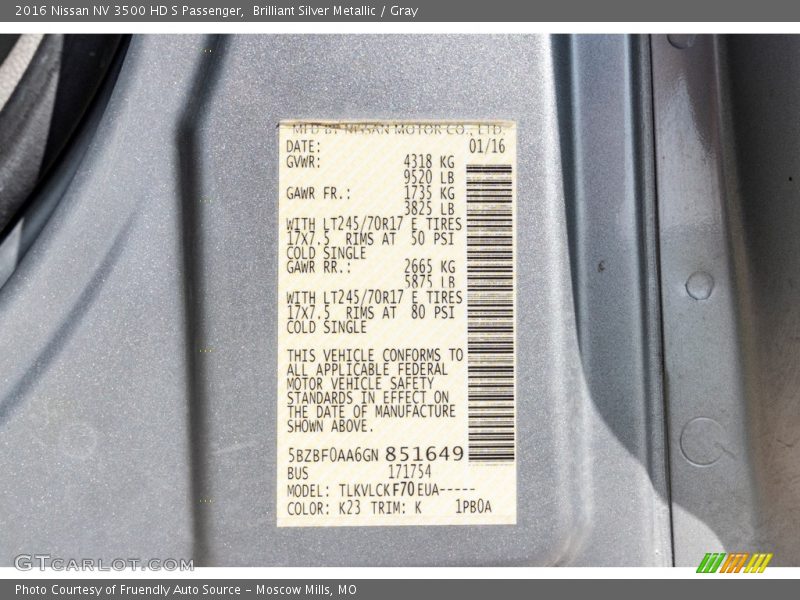 2016 Nissan NV 3500 HD S Passenger,  Brilliant Silver Metallic / Gray
MFD BY NISSAN MOTOR CO., LTD.
DATE: 01/16
GVWR: 4318 KG
9520 LB
GAWR FR.: 1735 KG
3825 LB
WITH LT245/70R17 E TIRES
17X7.5 RIMS AT 50 PSI
COLD SINGLE
GAWR RR.: 2665 KG
5875 LB
WITH LT245/70R17 E TIRES
17X7.5 RIMS AT 80 PSI
COLD SINGLE
THIS VEHICLE CONFORMS TO
ALL APPLICABLE FEDERAL
MOTOR VEHICLE SAFETY
STANDARDS IN EFFECT ON
THE DATE OF MANUFACTURE
SHOWN ABOVE.
5BZBF0AA6GN 851649
BUS 171754
MODEL: TLKVLCKF70EUA-----
COLOR: K23 TRIM: K 1PB0A
GTcarlot.com
Photo Courtesy of Fruendly Auto Source - Moscow Mills, MO